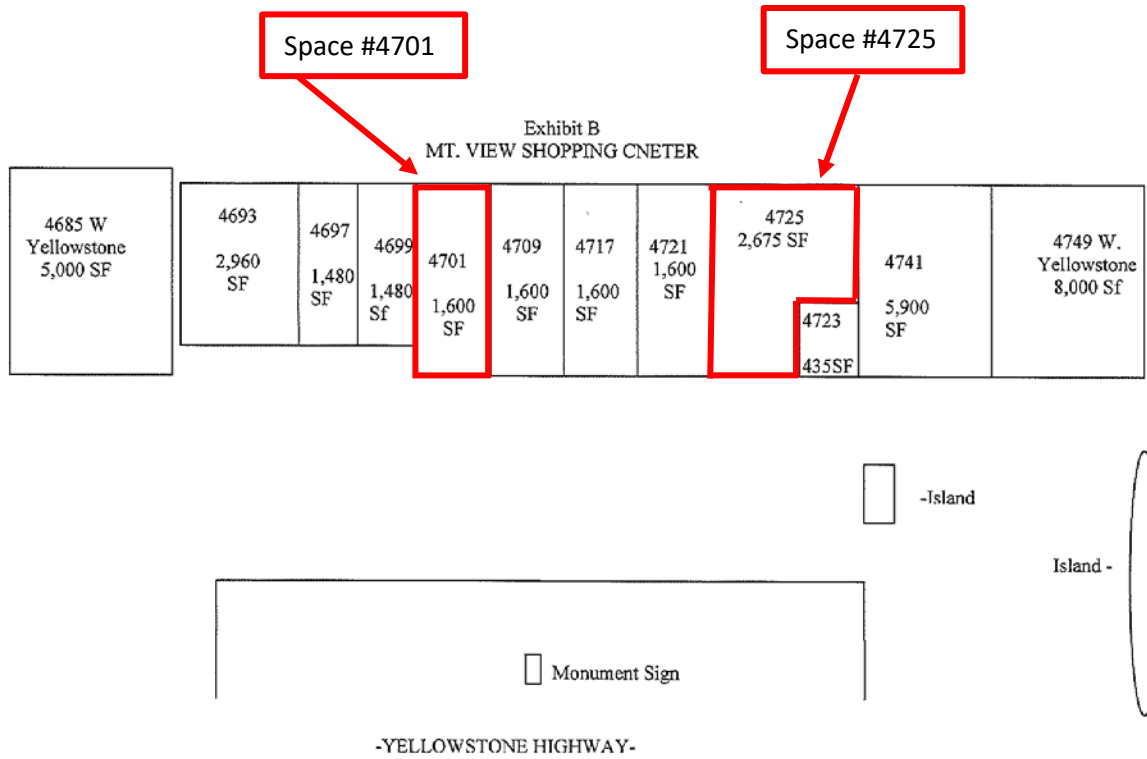 Space #4701
Space #4725
Exhibit B
MT. VIEW SHOPPING CNETER
4685 W
Yellowstone
5,000 SF
4693
2,960
SF
4697
1,480
SF
4699
1,480
Sf
4701
1,600
SF
4709
1,600
SF
4717
1,600
SF
4721
1,600
SF
4725
2,675 SF
4723
435SF
4741
5,900
SF
4749 W.
Yellowstone
8,000 Sf
-Island
Island -
Monument Sign
-YELLOWSTONE HIGHWAY-